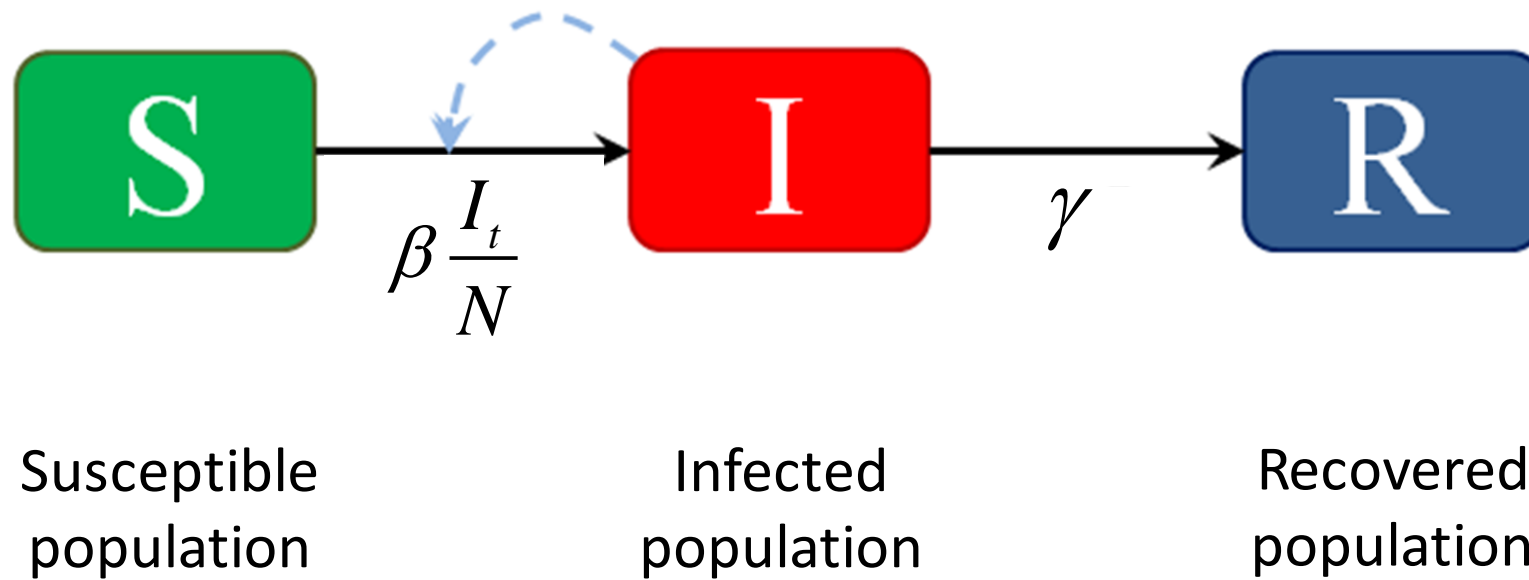 S
I
R
β I_t/N
γ
Susceptible
population
Infected
population
Recovered
population